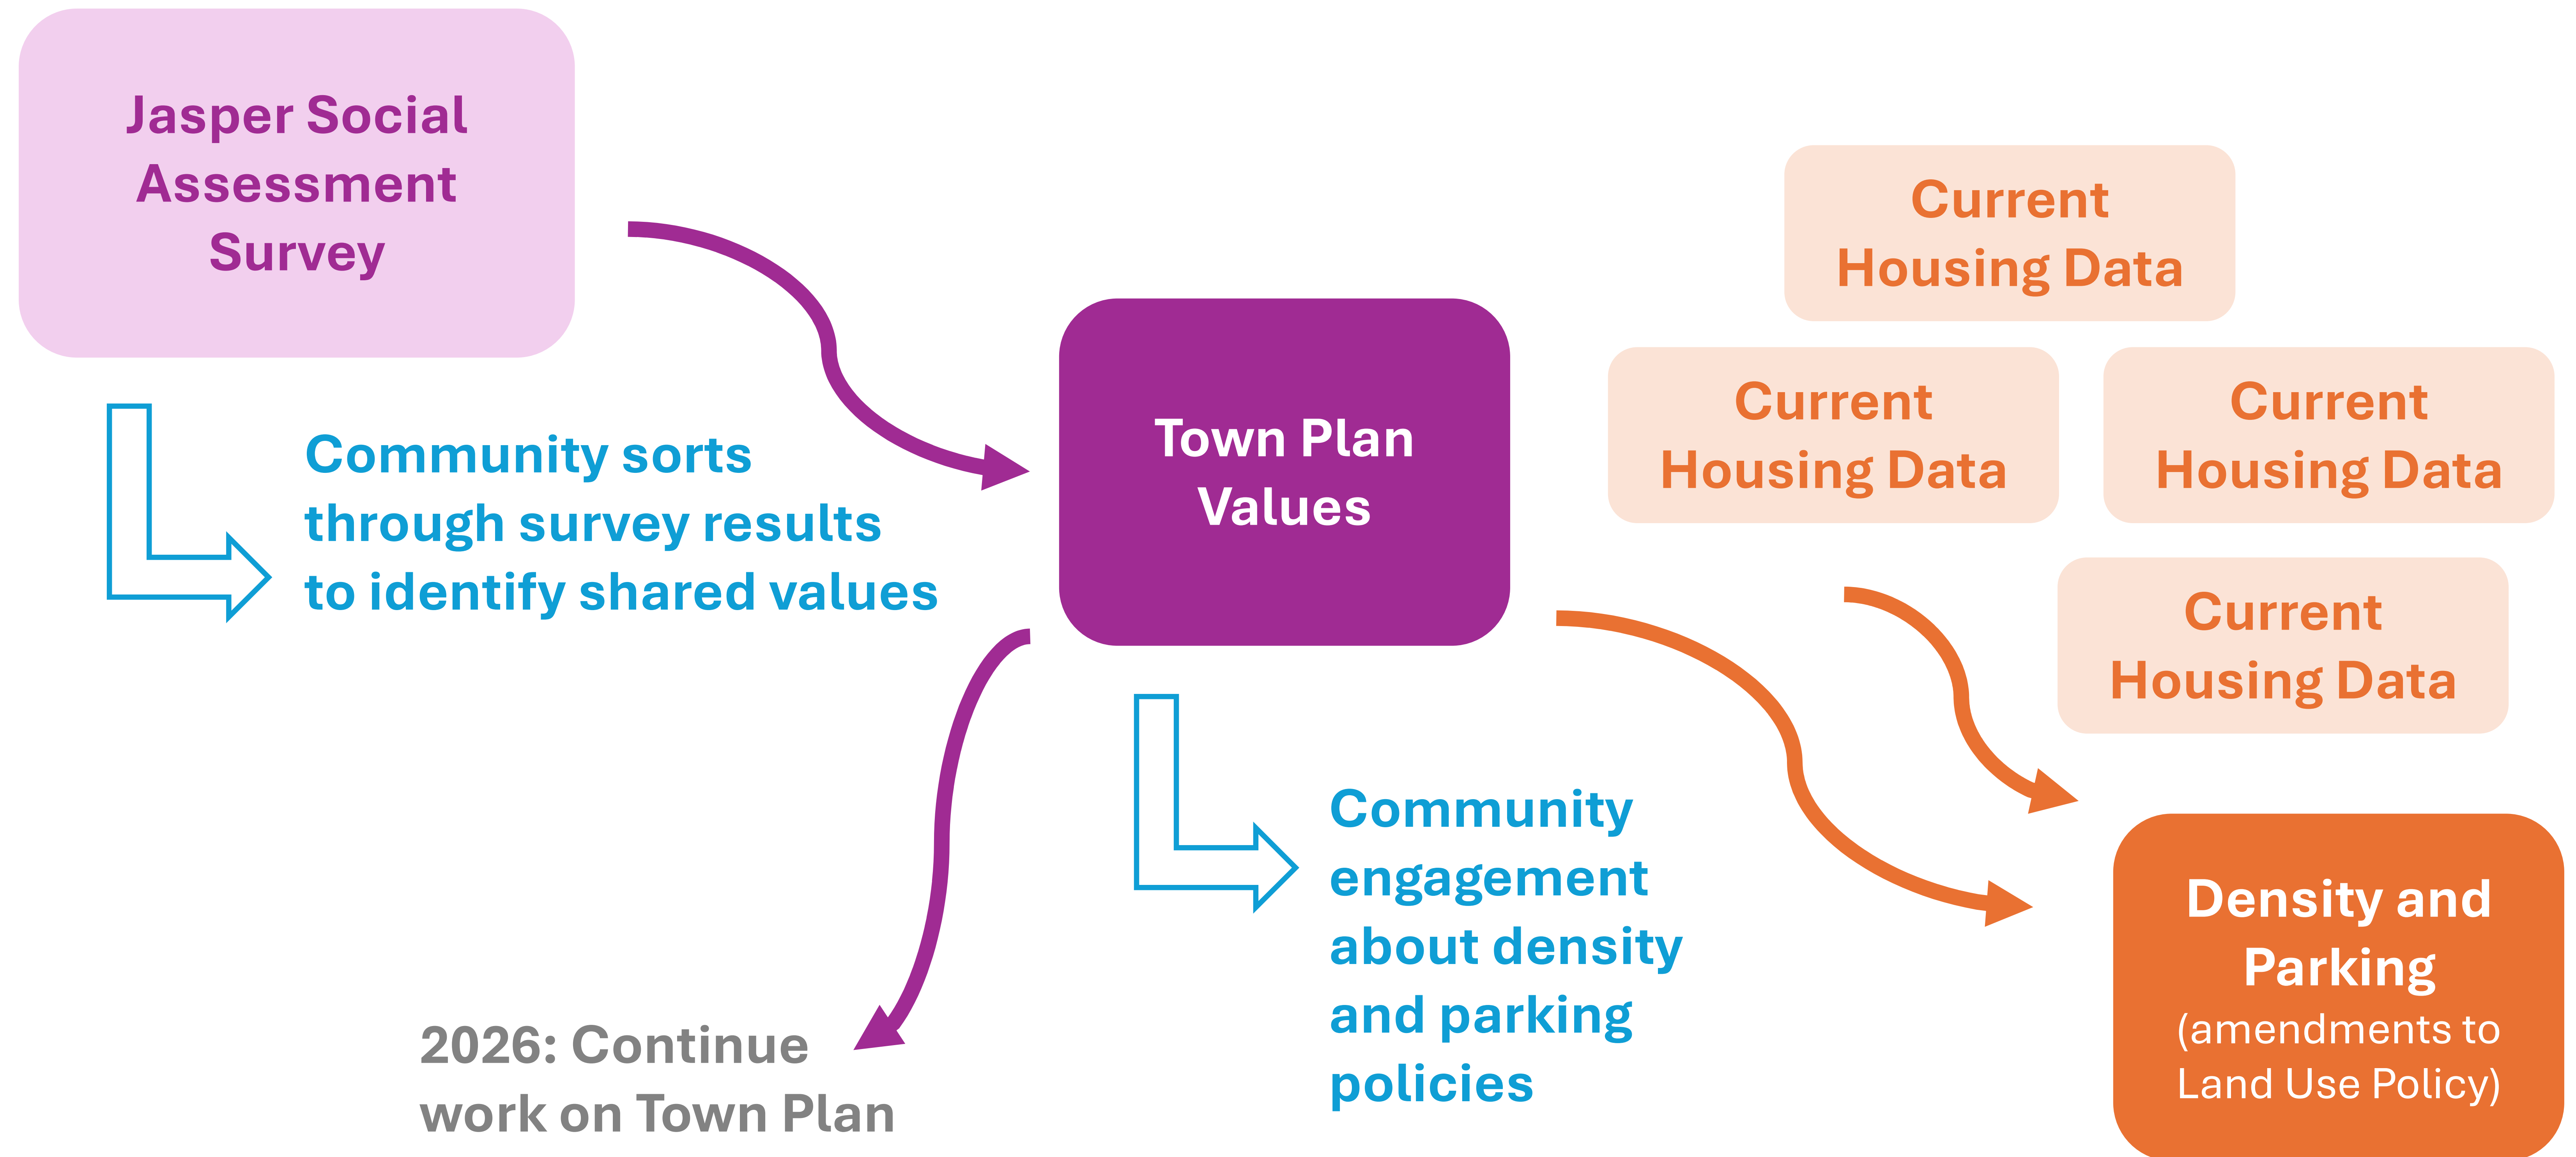 Jasper Social
Assessment
Survey
Community sorts
through survey results
to identify shared values
Town Plan
Values
2026: Continue
work on Town Plan
Community
engagement
about density
and parking
policies
Current
Housing Data
Current
Housing Data
Current
Housing Data
Current
Housing Data
Density and
Parking
(amendments to
Land Use Policy)